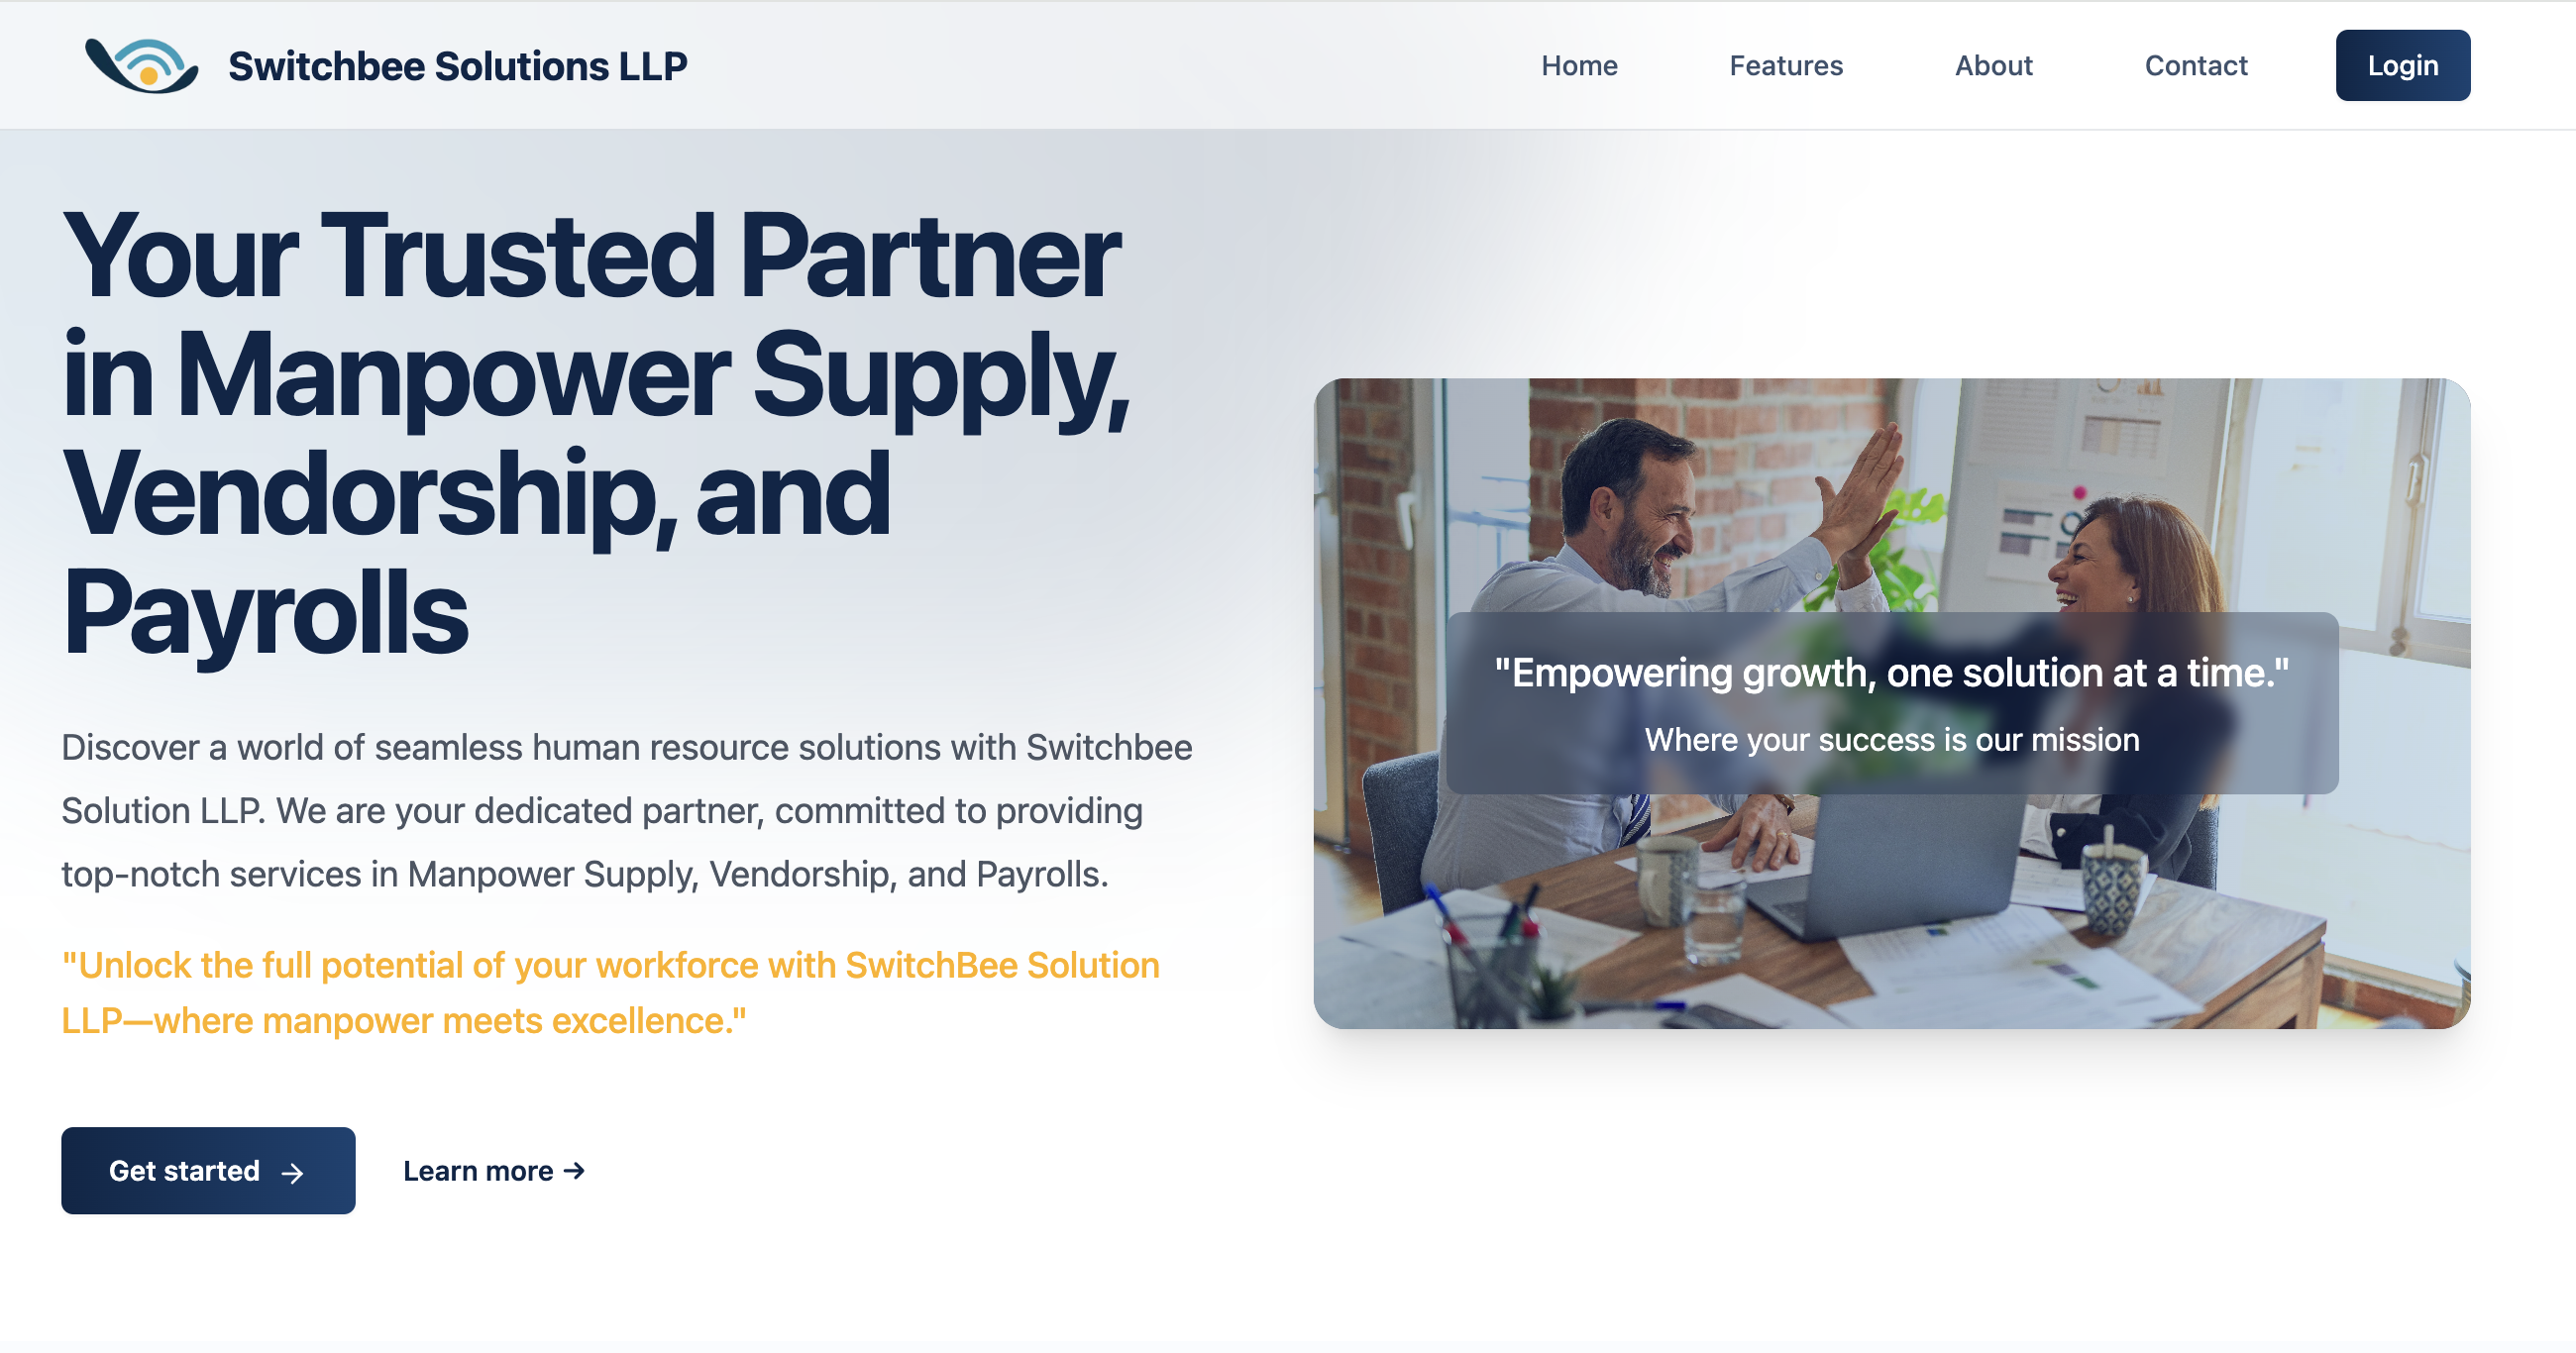 Switchbee Solutions LLP
Home
Features
About
Contact
Login
Your Trusted Partner
in Manpower Supply,
Vendorship, and
Payrolls
Discover a world of seamless human resource solutions with Switchbee
Solution LLP. We are your dedicated partner, committed to providing
top-notch services in Manpower Supply, Vendorship, and Payrolls.
"Unlock the full potential of your workforce with SwitchBee Solution
LLP—where manpower meets excellence."
Get started →
Learn more →
"Empowering growth, one solution at a time."
Where your success is our mission